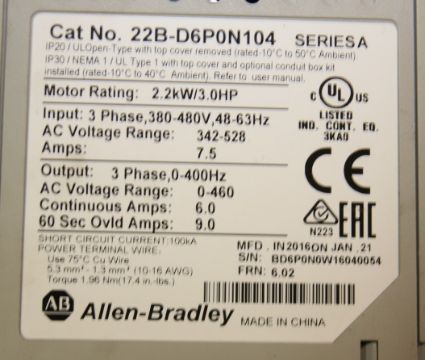 Cat No. 22B-D6P0N104 SERIES A
IP20 / UL Open-Type with top cover removed (rated-10°C to 50°C Ambient)
IP30 / NEMA 1 / UL Type 1 with top cover and optional conduit box kit
installed (rated-10°C to 40°C Ambient). Refer to user manual.
Motor Rating: 2.2kW/3.0HP
Input: 3 Phase,380-480V,48-63Hz
AC Voltage Range: 342-528
Amps: 7.5
Output: 3 Phase,0-400Hz
AC Voltage Range: 0-460
Continuous Amps: 6.0
60 Sec Ovld Amps: 9.0
SHORT CIRCUIT CURRENT:100kA
POWER TERMINAL WIRE:
Use 75°C Cu Wire
5.3 mm² - 1.3 mm² (10-16 AWG)
Torque 1.96 Nm(17.4 in.-lbs.)
C UL US
LISTED
IND. CONT. EQ.
3KA0
CE
N223
EAC
MFD . IN2016ON JAN .21
S/N: BD6P0N0W16040054
FRN: 6.02
AB Allen-Bradley MADE IN CHINA